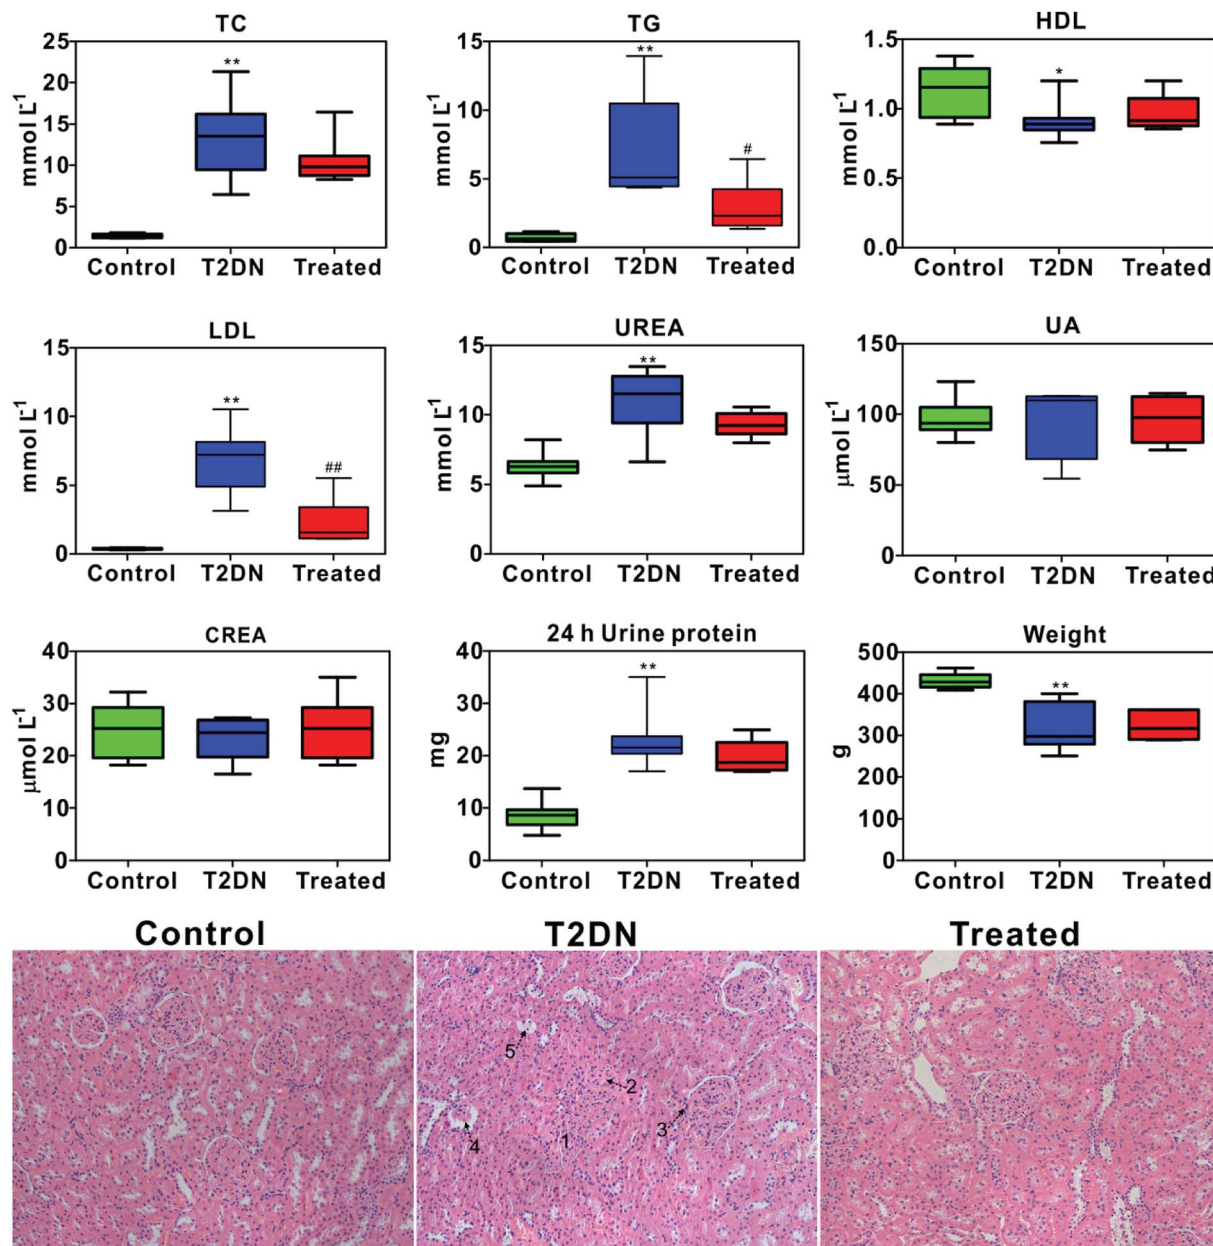 TC
TG
HDL
mmol L-1
25
20
15
10
5
0
**
Control T2DN Treated
mmol L-1
15
10
5
0
**
#
Control T2DN Treated
mmol L-1
1.5
1.0
0.5
0.0
*
Control T2DN Treated
LDL
UREA
UA
mmol L-1
15
10
5
0
**
##
Control T2DN Treated
mmol L-1
15
10
5
0
**
Control T2DN Treated
μmol L-1
150
100
50
0
Control T2DN Treated
CREA
24 h Urine protein
Weight
μmol L-1
40
30
20
10
0
Control T2DN Treated
mg
40
30
20
10
0
**
Control T2DN Treated
g
500
400
300
200
100
0
**
Control T2DN Treated
Control T2DN Treated
5
2
3
4
1